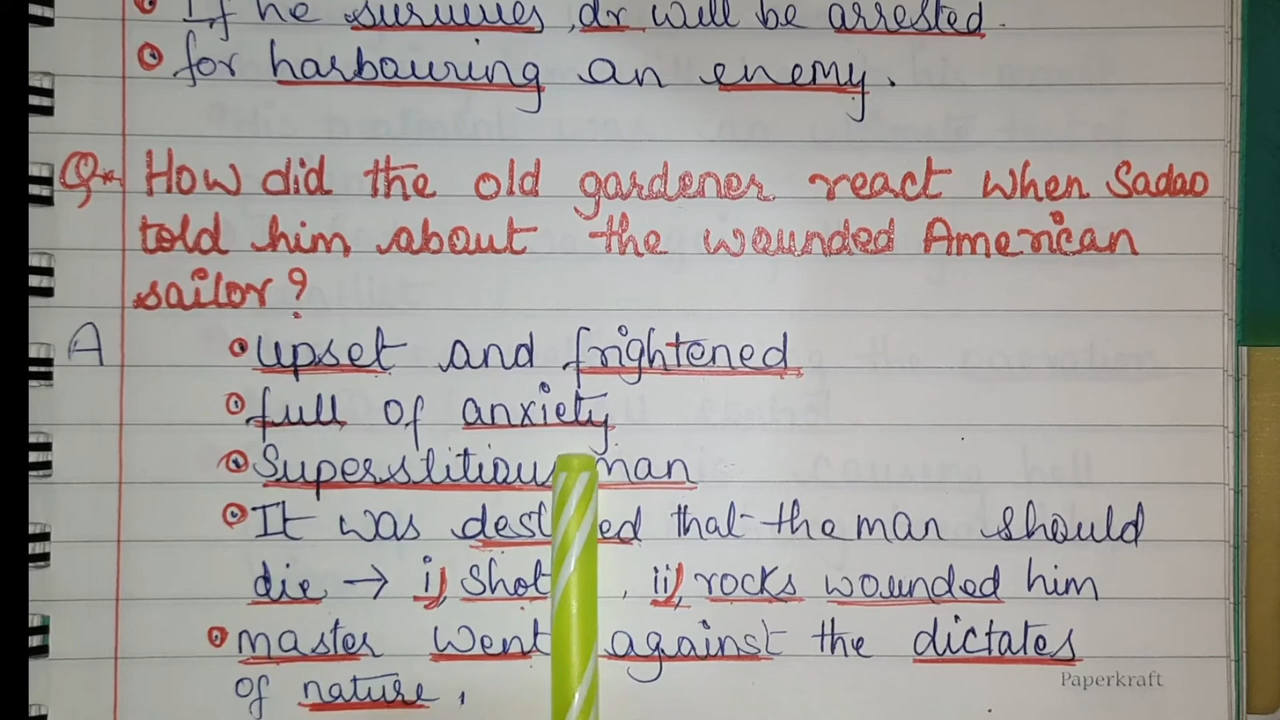 If he survives, dr will be arrested.
for harbouring an enemy.
Qn How did the old gardener react when Sadao
told him about the wounded American
sailor?
A
upset and frightened
full of anxiety
Superstitious man
It was destined that the man should
die → i) shot , ii) rocks wounded him
master went against the dictates
of nature,
Paperkraft